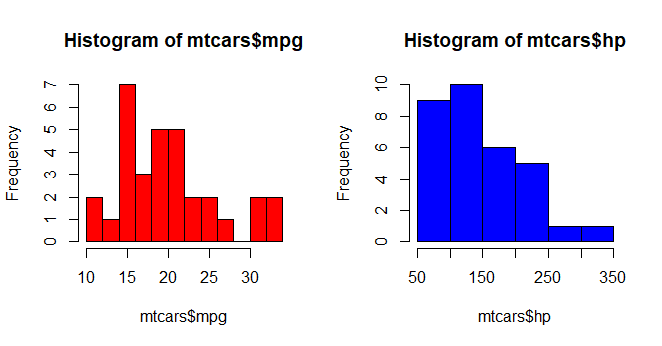 Histogram of mtcars$mpg
Frequency
0 1 2 3 4 5 6 7
10 15 20 25 30
mtcars$mpg
Histogram of mtcars$hp
Frequency
0 2 4 6 8 10
50 150 250 350
mtcars$hp